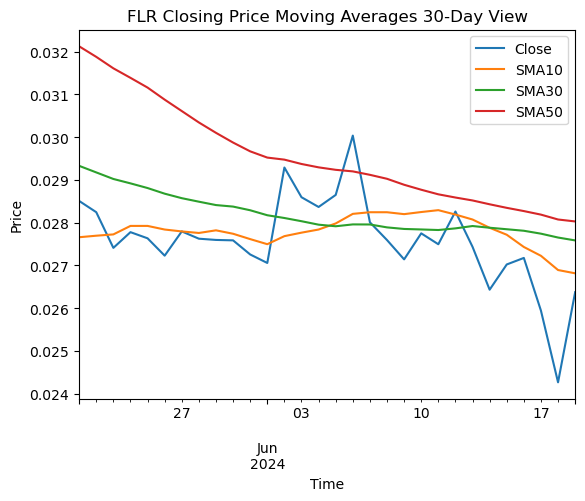 FLR Closing Price Moving Averages 30-Day View
Close
SMA10
SMA30
SMA50
0.032
0.031
0.030
0.029
0.028
0.027
0.026
0.025
0.024
Price
27
03
10
17
Jun
2024
Time